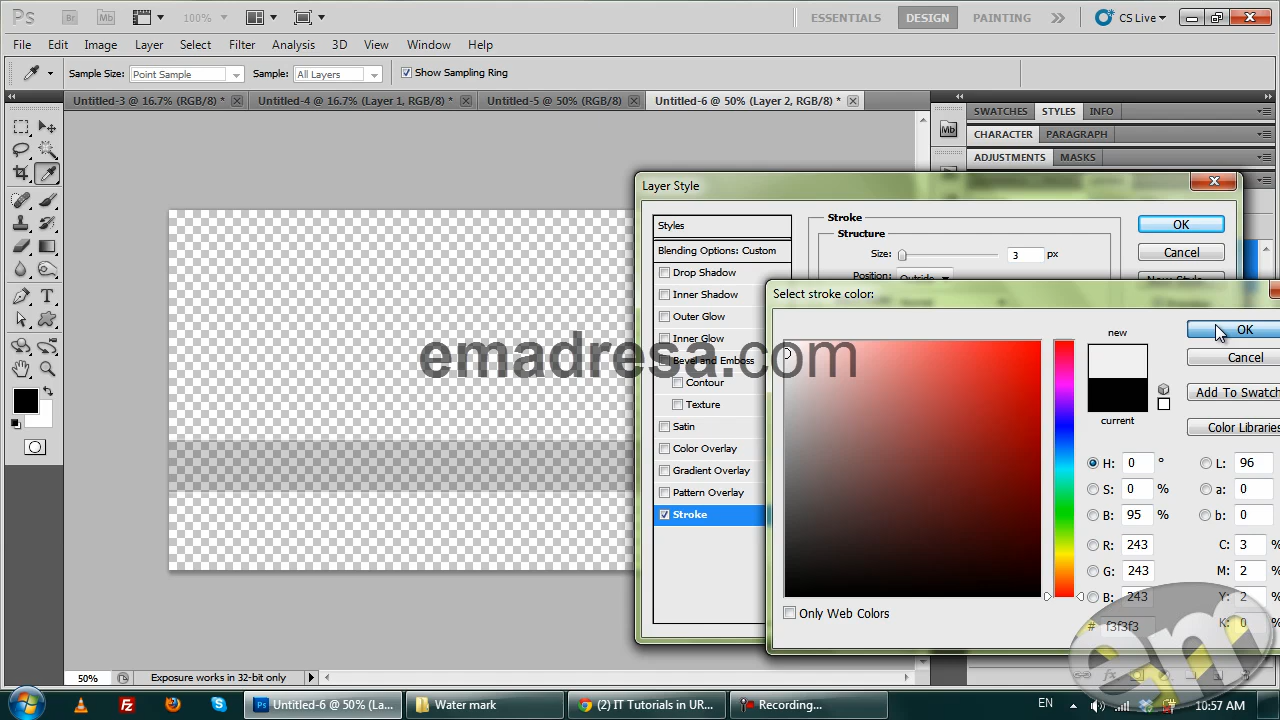 Ps Br Mb 100% ESSENTIALS DESIGN PAINTING CS Live
File Edit Image Layer Select Filter Analysis 3D View Window Help
Sample Size: Point Sample Sample: All Layers Show Sampling Ring
Untitled-3 @ 16.7% (RGB/8) * Untitled-4 @ 16.7% (Layer 1, RGB/8) * Untitled-5 @ 50% (RGB/8) Untitled-6 @ 50% (Layer 2, RGB/8) *
SWATCHES STYLES INFO
Mb CHARACTER PARAGRAPH
ADJUSTMENTS MASKS
Layer Style
Styles
Blending Options: Custom
Drop Shadow
Inner Shadow
Outer Glow
Inner Glow
Bevel and Emboss
Contour
Texture
Satin
Color Overlay
Gradient Overlay
Pattern Overlay
Stroke
Stroke
Structure
Size: 3 px
Position: Outside
OK
Cancel
New Style...
Select stroke color:
new
current
OK
Cancel
Add To Swatch
Color Libraries
H: 0 °
S: 0 %
B: 95 %
R: 243
G: 243
B: 243
# f3f3f3
L: 96
a: 0
b: 0
C: 3 %
M: 2 %
Y: 2 %
K: 0 %
Only Web Colors
emadresa.com
em
50% Exposure works in 32-bit only
Untitled-6 @ 50% (La... Water mark (2) IT Tutorials in UR... Recording... EN 10:57 AM